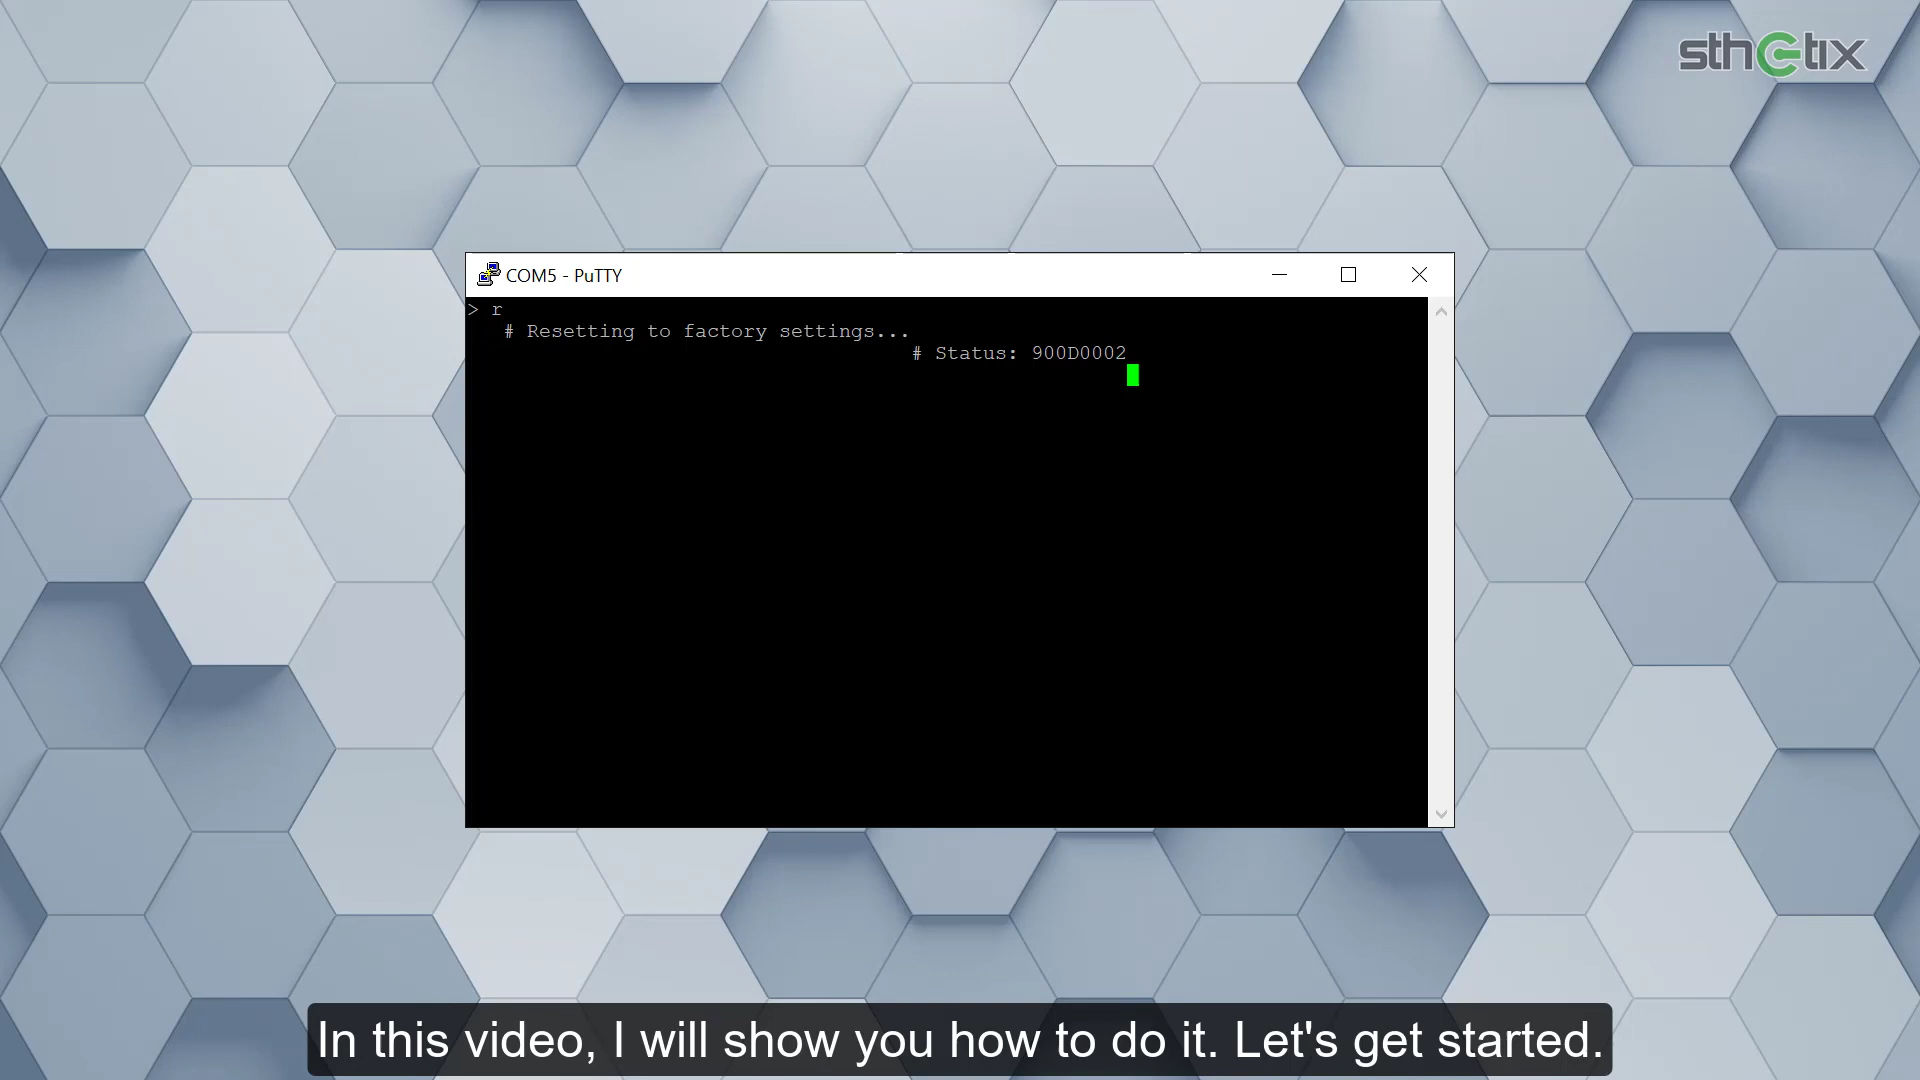 sthetix
COM5 - PuTTY
> r
# Resetting to factory settings...
# Status: 900D0002
In this video, I will show you how to do it. Let's get started.